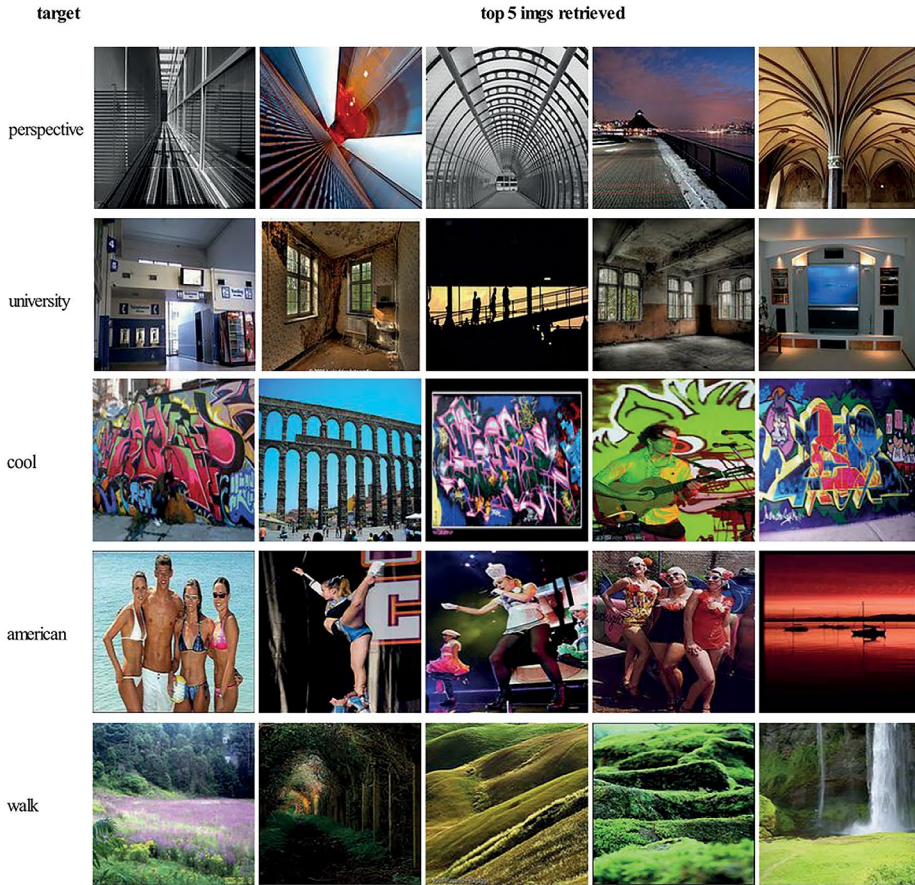 target
top 5 imgs retrieved
perspective
university
cool
american
walk